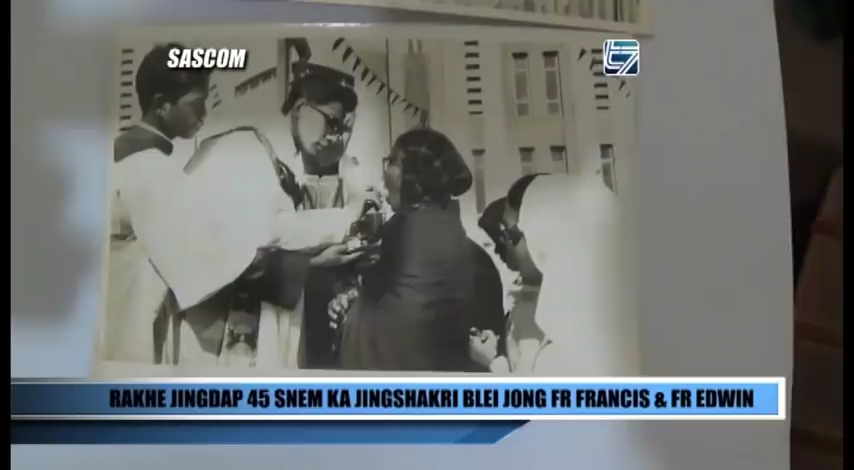 SASCOM
RAKHE JINGDAP 45 SNEM KA JINGSHAKRI BLEI JONG FR FRANCIS & FR EDWIN